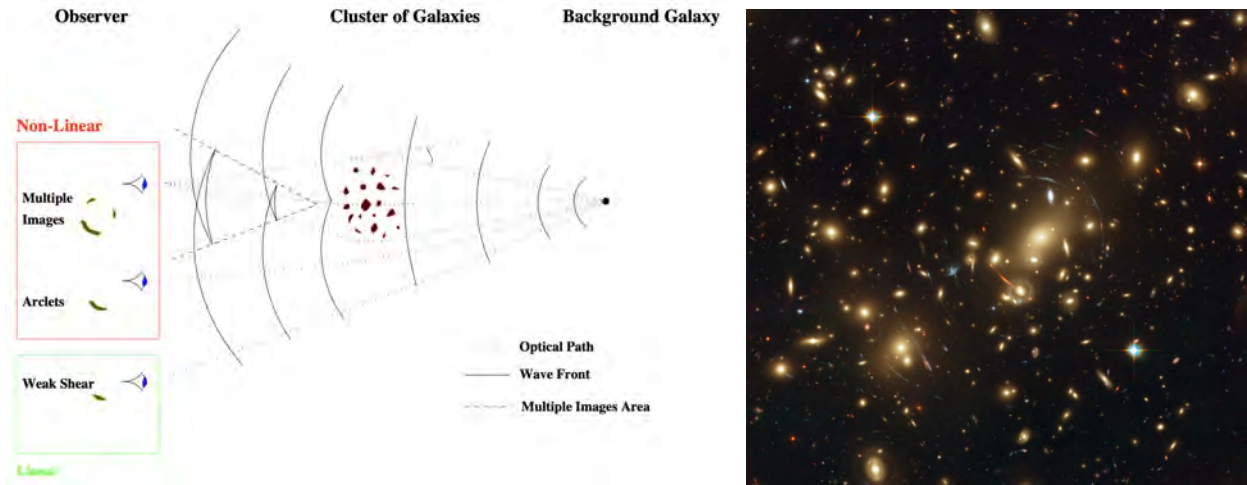 Observer
Cluster of Galaxies
Background Galaxy
Non-Linear
Multiple
Images
Arclets
Optical Path
Weak Shear
Wave Front
Multiple Images Area
Linear